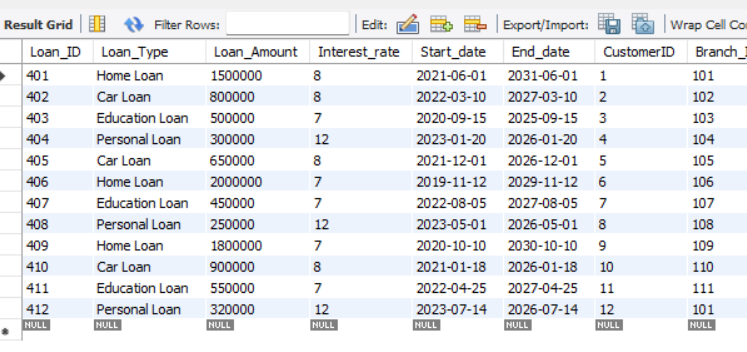 Result Grid Filter Rows: Edit: Export/Import: Wrap Cell Co
Loan_ID Loan_Type Loan_Amount Interest_rate Start_date End_date CustomerID Branch_I
401 Home Loan 1500000 8 2021-06-01 2031-06-01 1 101
402 Car Loan 800000 8 2022-03-10 2027-03-10 2 102
403 Education Loan 500000 7 2020-09-15 2025-09-15 3 103
404 Personal Loan 300000 12 2023-01-20 2026-01-20 4 104
405 Car Loan 650000 8 2021-12-01 2026-12-01 5 105
406 Home Loan 2000000 7 2019-11-12 2029-11-12 6 106
407 Education Loan 450000 7 2022-08-05 2027-08-05 7 107
408 Personal Loan 250000 12 2023-05-01 2026-05-01 8 108
409 Home Loan 1800000 7 2020-10-10 2030-10-10 9 109
410 Car Loan 900000 8 2021-01-18 2026-01-18 10 110
411 Education Loan 550000 7 2022-04-25 2027-04-25 11 111
412 Personal Loan 320000 12 2023-07-14 2026-07-14 12 101
NULL NULL NULL NULL NULL NULL NULL NULL